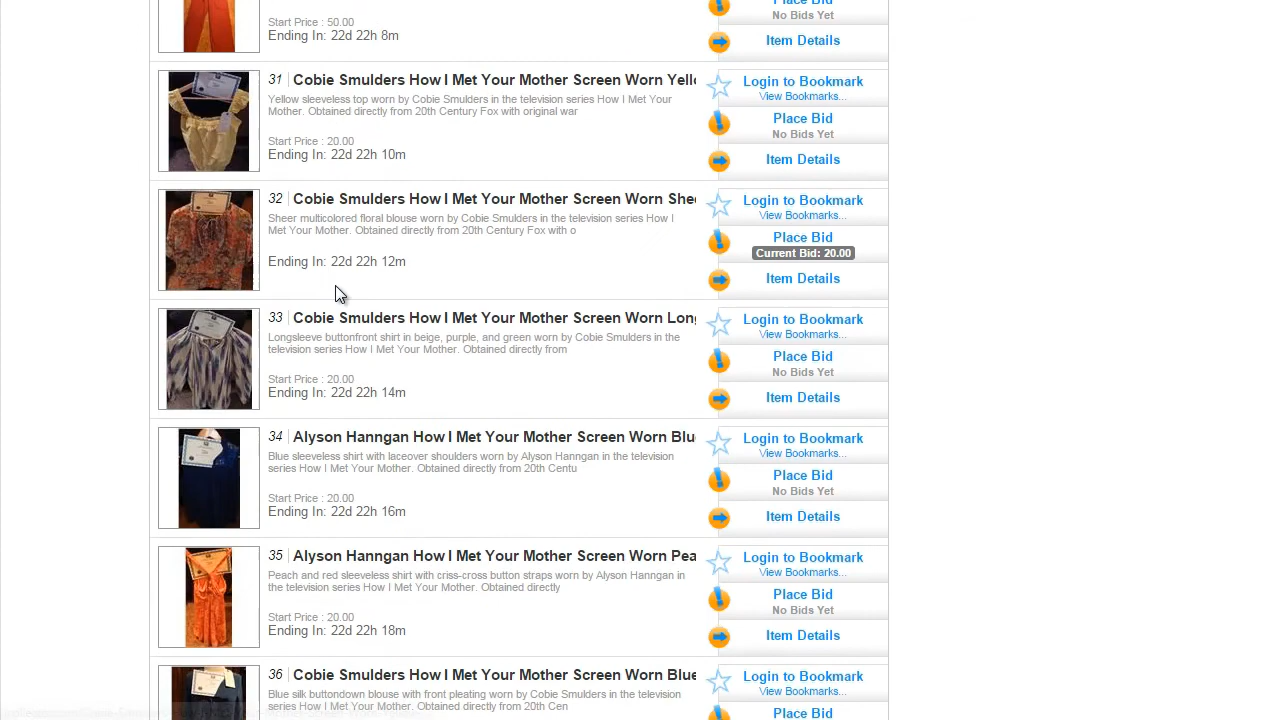 Place Bid
No Bids Yet
Start Price : 50.00
Ending In: 22d 22h 8m
Item Details
31 Cobie Smulders How I Met Your Mother Screen Worn Yello
Yellow sleeveless top worn by Cobie Smulders in the television series How I Met Your
Mother. Obtained directly from 20th Century Fox with original war
Start Price : 20.00
Ending In: 22d 22h 10m
Login to Bookmark
View Bookmarks...
Place Bid
No Bids Yet
Item Details
32 Cobie Smulders How I Met Your Mother Screen Worn Shee
Sheer multicolored floral blouse worn by Cobie Smulders in the television series How I
Met Your Mother. Obtained directly from 20th Century Fox with o
Ending In: 22d 22h 12m
Login to Bookmark
View Bookmarks...
Place Bid
Current Bid: 20.00
Item Details
33 Cobie Smulders How I Met Your Mother Screen Worn Long
Longsleeve buttonfront shirt in beige, purple, and green worn by Cobie Smulders in the
television series How I Met Your Mother. Obtained directly from
Start Price : 20.00
Ending In: 22d 22h 14m
Login to Bookmark
View Bookmarks...
Place Bid
No Bids Yet
Item Details
34 Alyson Hanngan How I Met Your Mother Screen Worn Blu
Blue sleeveless shirt with laceover shoulders worn by Alyson Hanngan in the television
series How I Met Your Mother. Obtained directly from 20th Centu
Start Price : 20.00
Ending In: 22d 22h 16m
Login to Bookmark
View Bookmarks...
Place Bid
No Bids Yet
Item Details
35 Alyson Hanngan How I Met Your Mother Screen Worn Pea
Peach and red sleeveless shirt with criss-cross button straps worn by Alyson Hanngan in
the television series How I Met Your Mother. Obtained directly
Start Price : 20.00
Ending In: 22d 22h 18m
Login to Bookmark
View Bookmarks...
Place Bid
No Bids Yet
Item Details
36 Cobie Smulders How I Met Your Mother Screen Worn Blue
Blue silk buttondown blouse with front pleating worn by Cobie Smulders in the television
series How I Met Your Mother. Obtained directly from 20th Cen
Login to Bookmark
View Bookmarks...
Place Bid